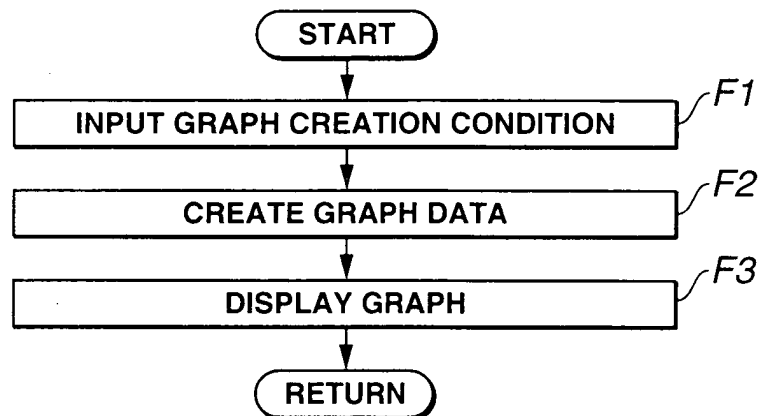 START
INPUT GRAPH CREATION CONDITION
F1
CREATE GRAPH DATA
F2
DISPLAY GRAPH
F3
RETURN